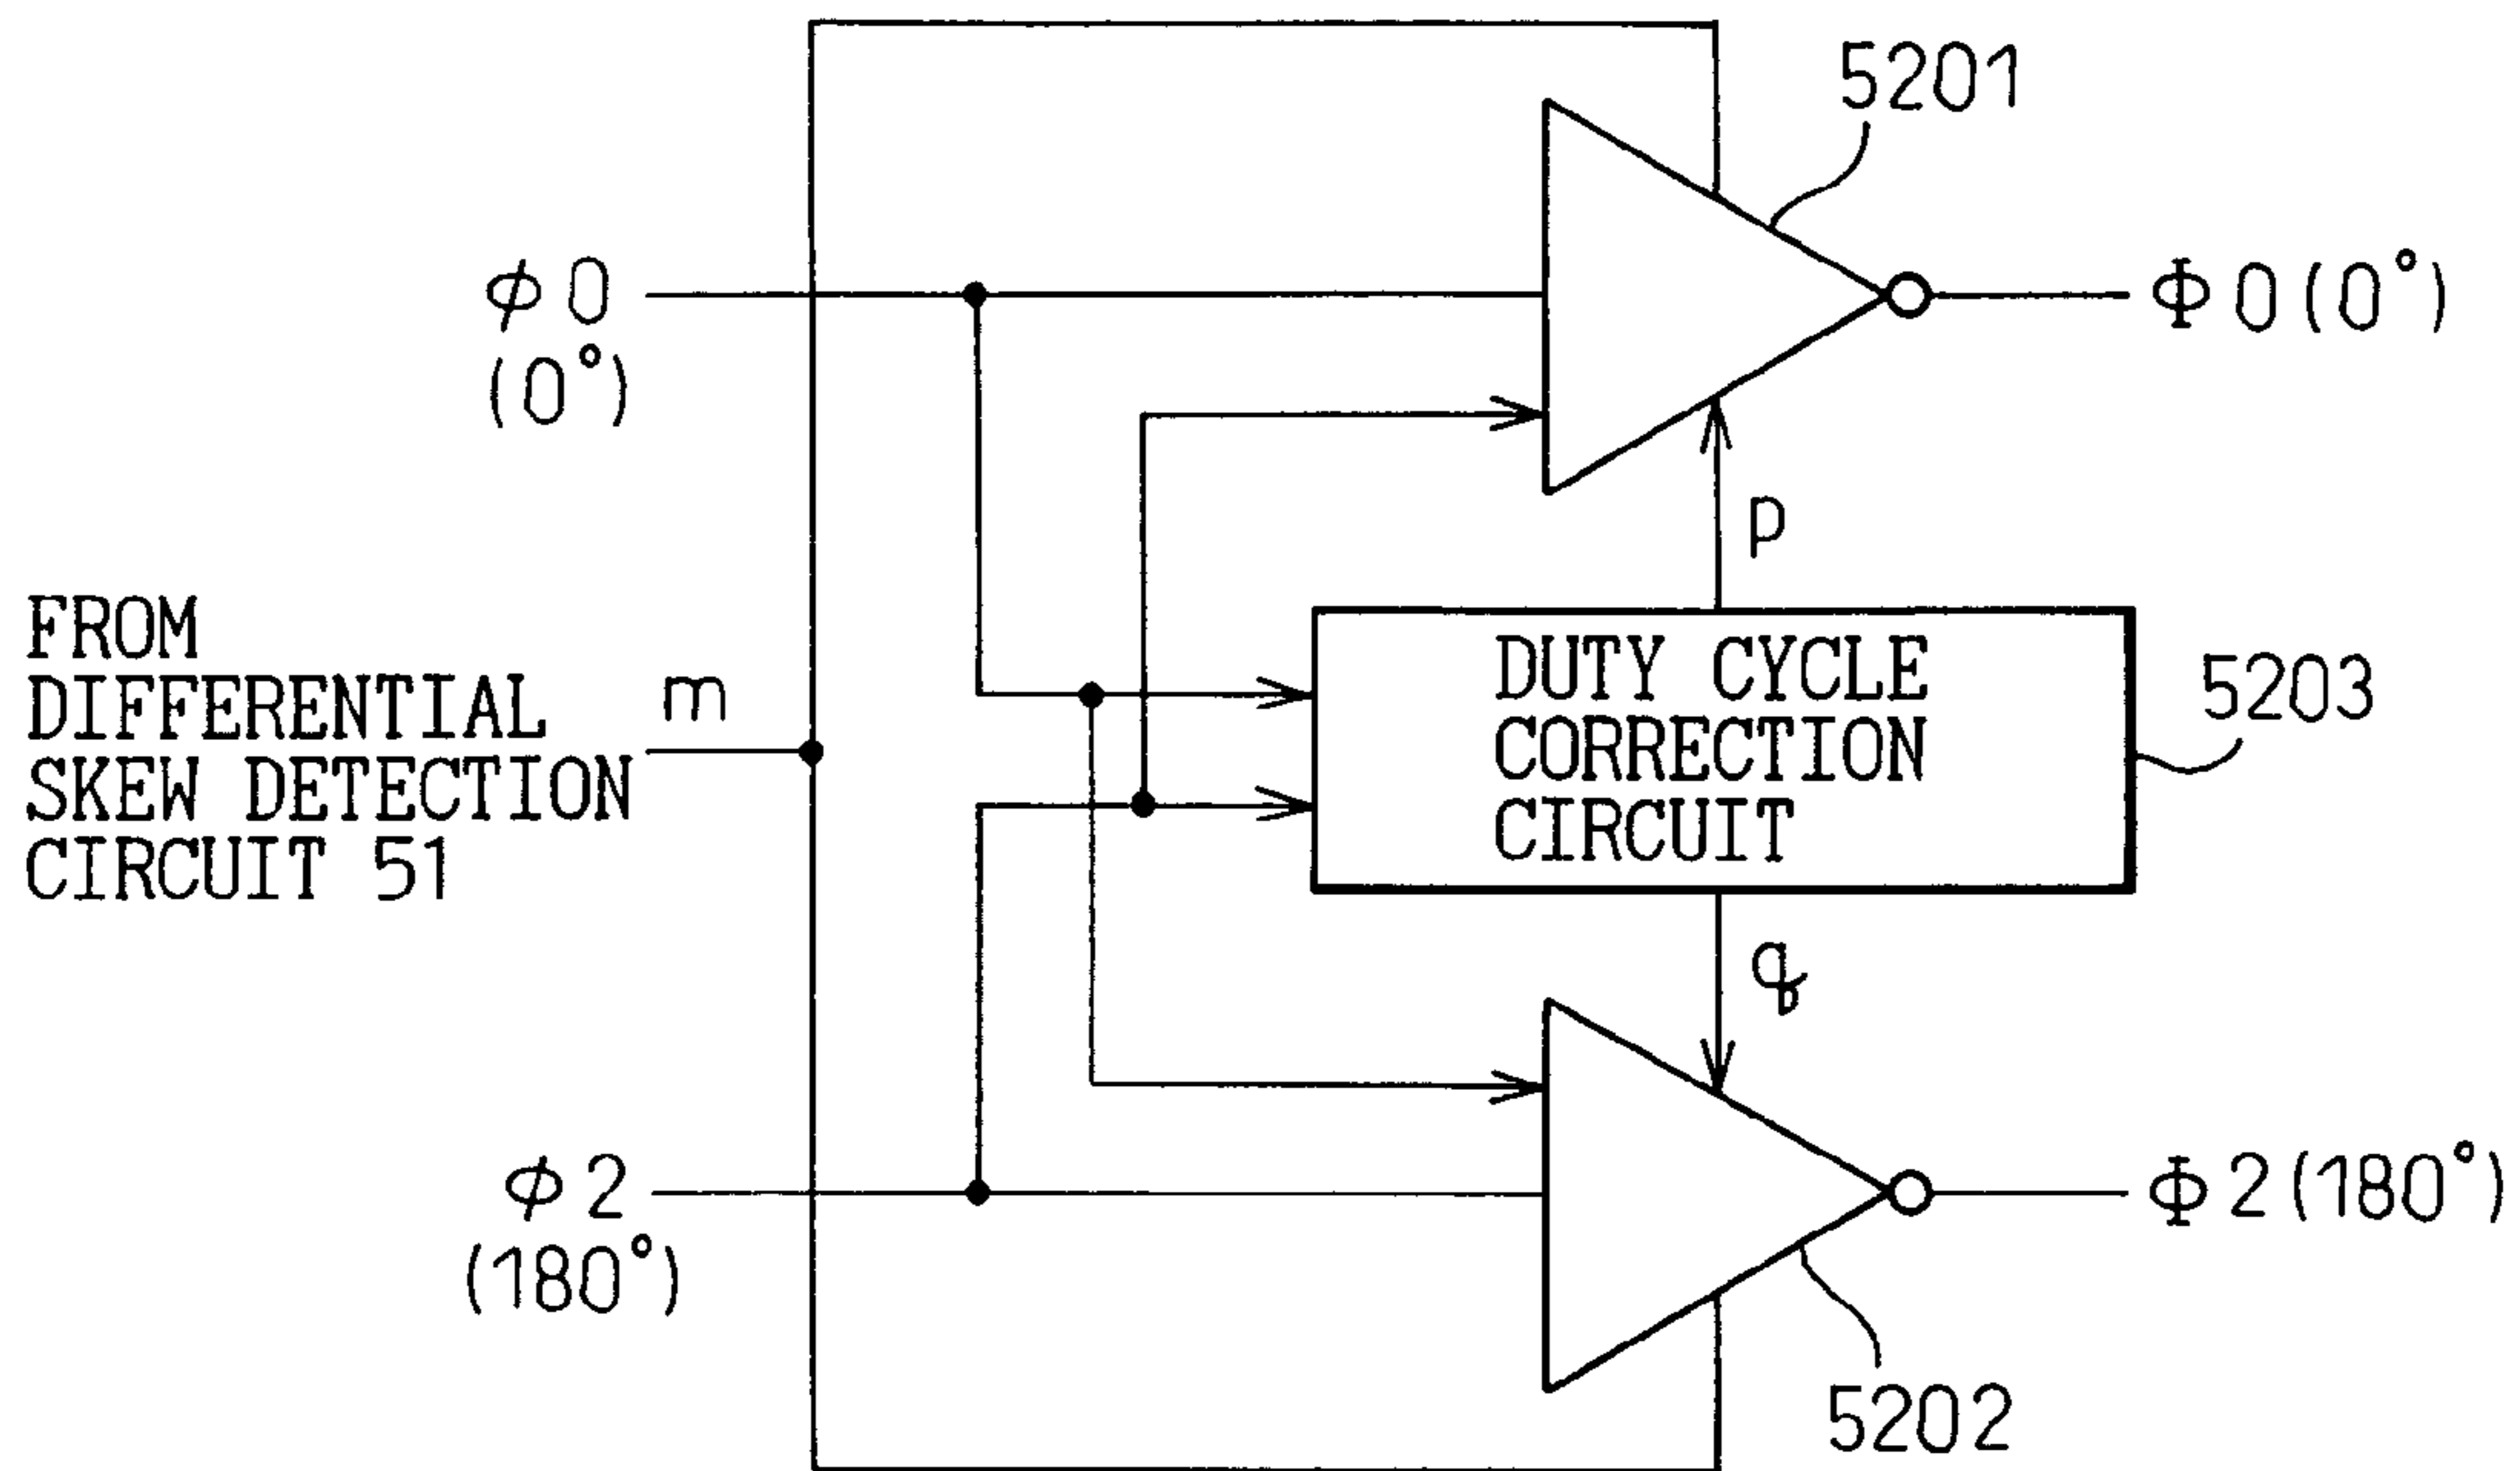 5201
ϕ0
(0°)
Φ0(0°)
p
FROM
DIFFERENTIAL
SKEW DETECTION
CIRCUIT 51
m
DUTY CYCLE
CORRECTION
CIRCUIT
5203
q
ϕ2
(180°)
Φ2(180°)
5202